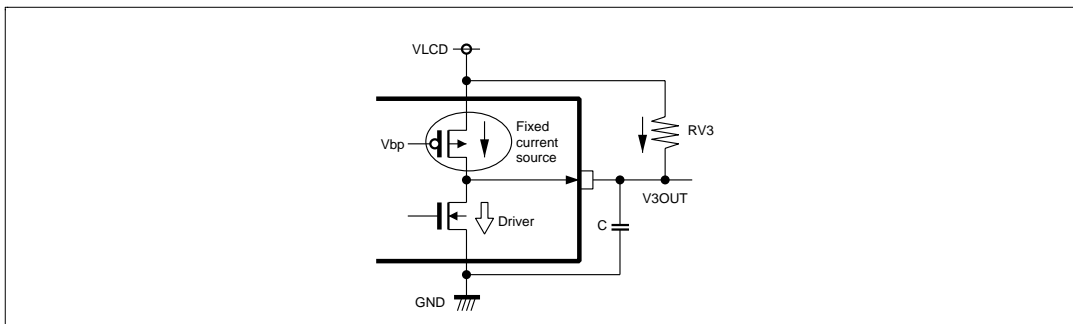 VLCD
Fixed
current
source
Vbp
RV3
V3OUT
C
Driver
GND